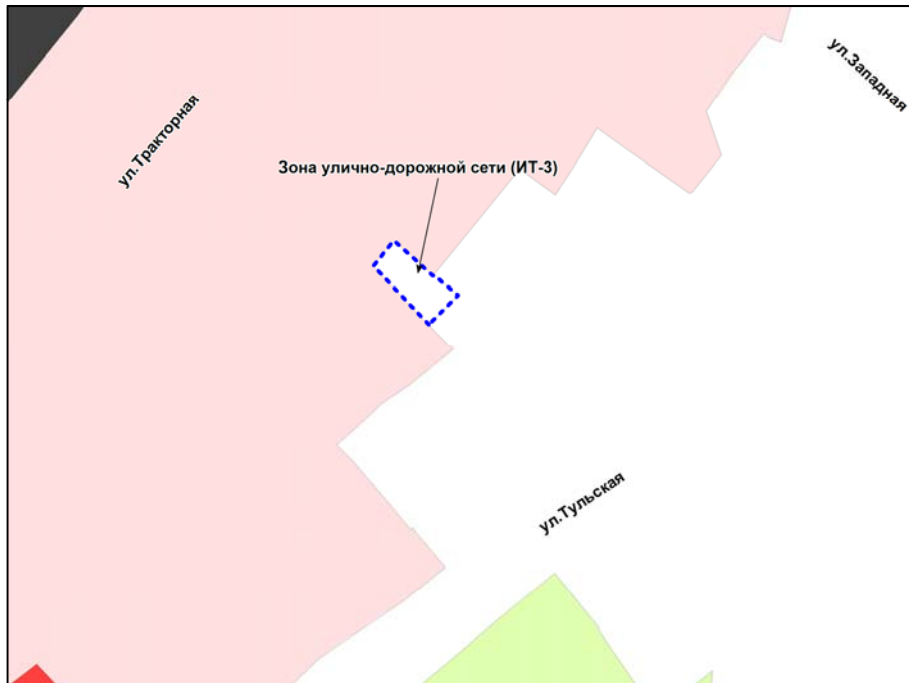 ул.Западная
ул.Тракторная
Зона улично-дорожной сети (ИТ-3)
ул.Тульская